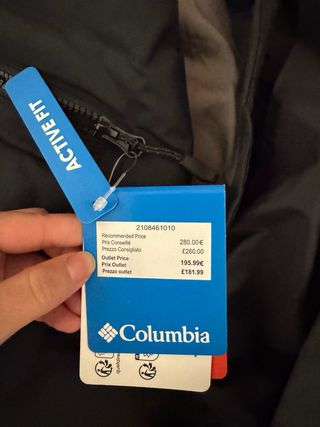 ACTIVE FIT
2108461010
Recommended Price
Prix Conseillé 280.00€
Prezzo Consigliato £260.00
Outlet Price
Prix Outlet 195.99€
Prezzo outlet £181.99
Columbia